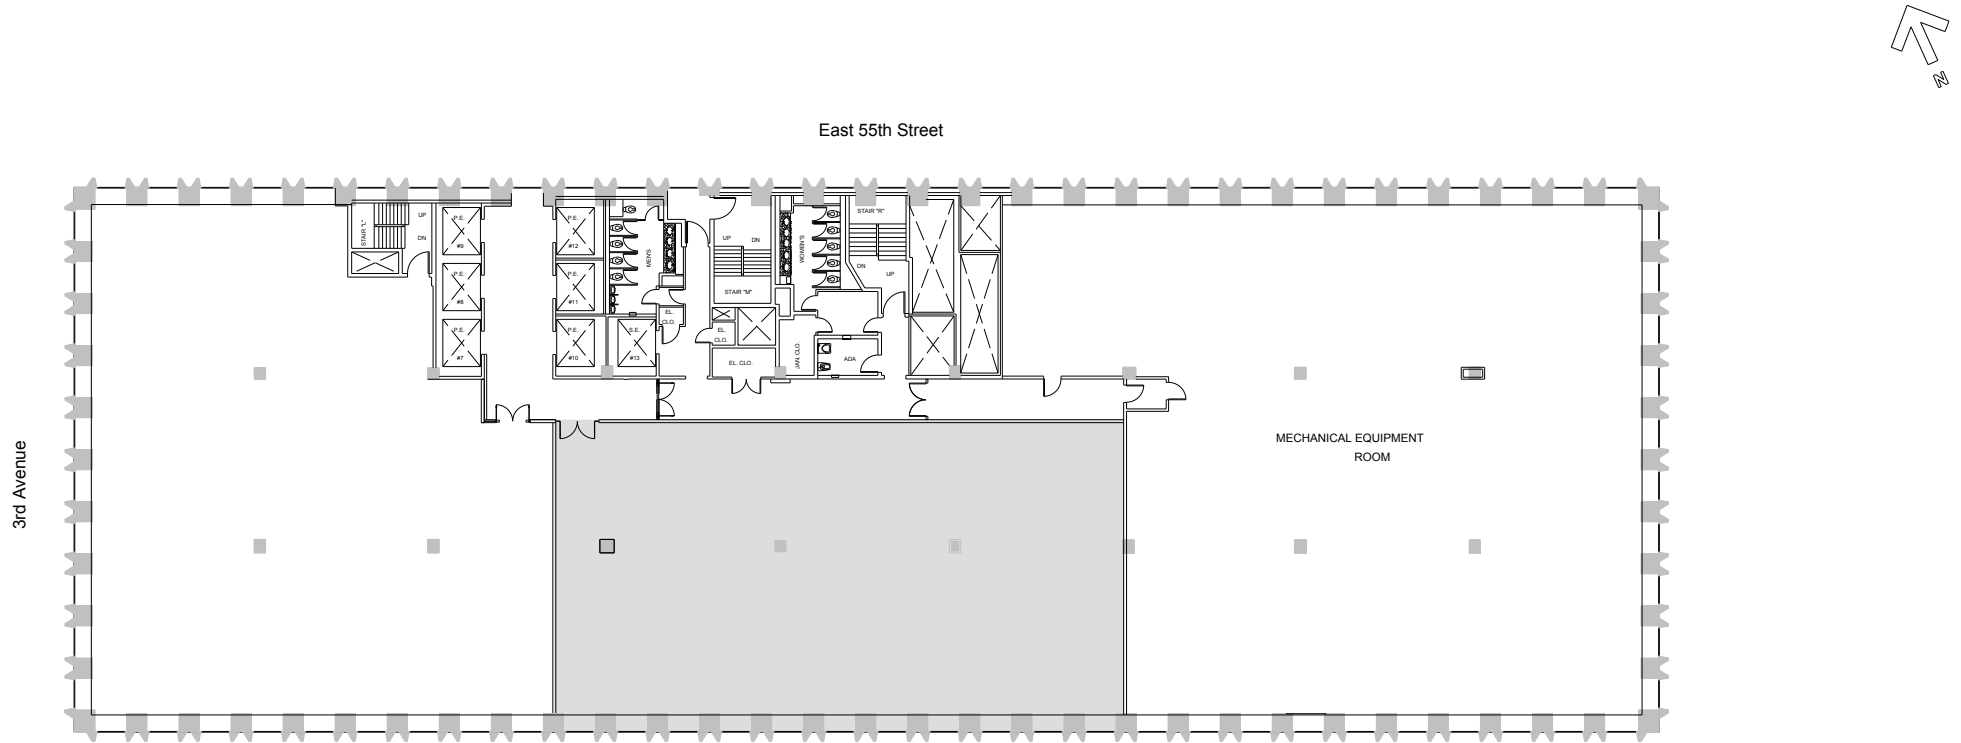 N
East 55th Street
3rd Avenue
STAIR "L"
UP
DN
P.E.
#9
P.E.
#8
P.E.
#7
P.E.
#12
P.E.
#11
P.E.
#10
S.E.
#13
MEN'S
EL.
CLO.
UP
DN
STAIR "M"
EL.
CLO.
EL. CLO.
WOMEN'S
JAN. CLO.
ADA
STAIR "R"
DN
UP
MECHANICAL EQUIPMENT
ROOM